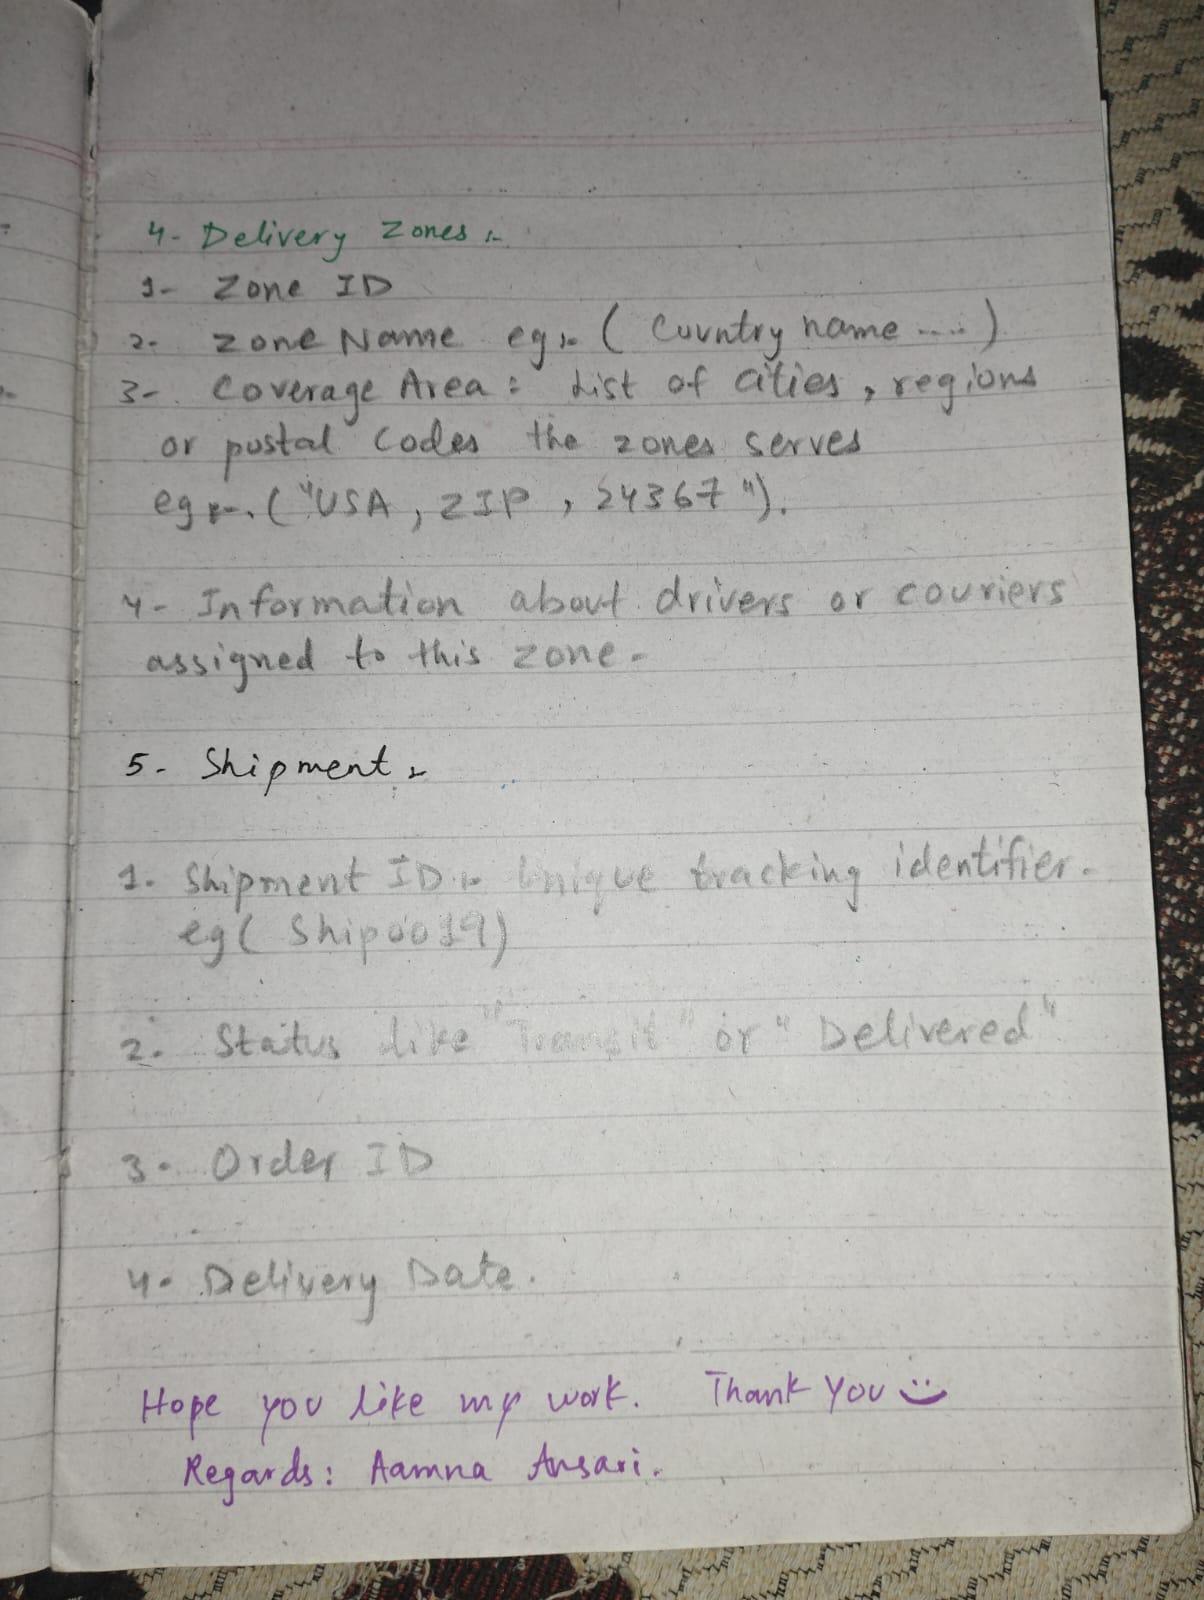 4- Delivery Zones :-
1- Zone ID
2- Zone Name eg:- ( Country name ..... )
3- Coverage Area : List of cities , regions
or postal codes the zones serves
eg:-. ( "USA , ZIP , 24367 ").
4- Information about drivers or couriers
assigned to this zone -
5- Shipment :-
1. Shipment ID :- Unique tracking identifier.
eg ( Ship0019)
2. Status like "Transit" or " Delivered".
3. Order ID
4. Delivery Date .
Hope you like my work. Thank You :)
Regards : Aamna Ansari.